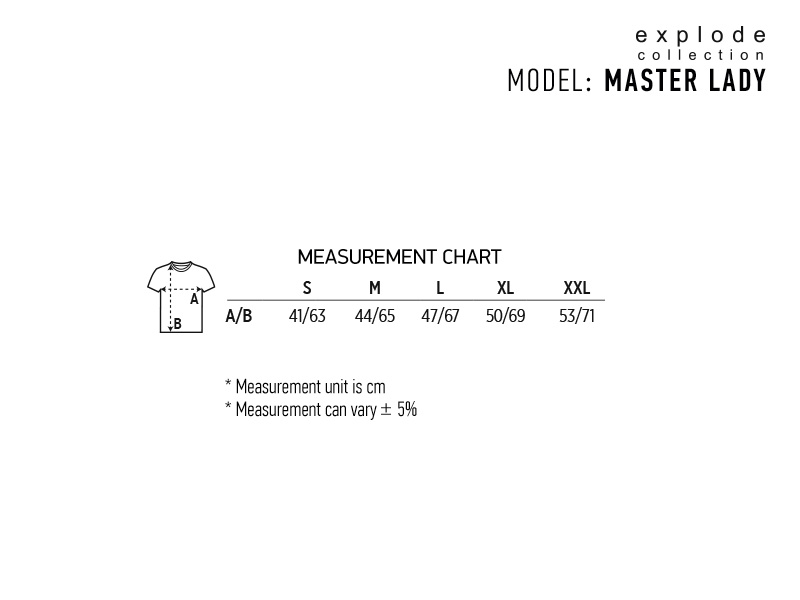 explode
collection
MODEL: MASTER LADY
MEASUREMENT CHART
S M L XL XXL
A
B
A/B 41/63 44/65 47/67 50/69 53/71
* Measurement unit is cm
* Measurement can vary ± 5%